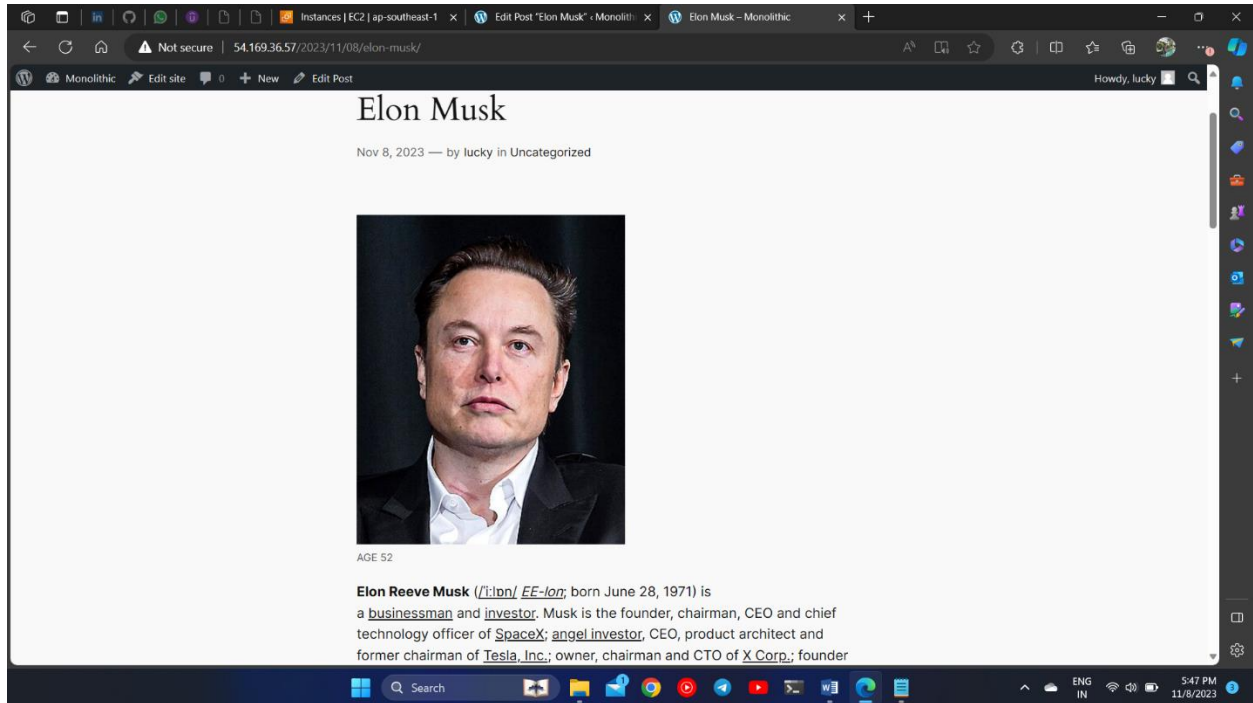 Instances | EC2 | ap-southeast-1
Edit Post "Elon Musk" ‹ Monolith
Elon Musk – Monolithic
Not secure | 54.169.36.57/2023/11/08/elon-musk/
Monolithic Edit site 0 + New Edit Post Howdy, lucky
Elon Musk
Nov 8, 2023 — by lucky in Uncategorized
AGE 52
Elon Reeve Musk (/ˈiːlɒn/ EE-lon; born June 28, 1971) is
a businessman and investor. Musk is the founder, chairman, CEO and chief
technology officer of SpaceX; angel investor, CEO, product architect and
former chairman of Tesla, Inc.; owner, chairman and CTO of X Corp.; founder
Search
ENG
IN
5:47 PM
11/8/2023
3